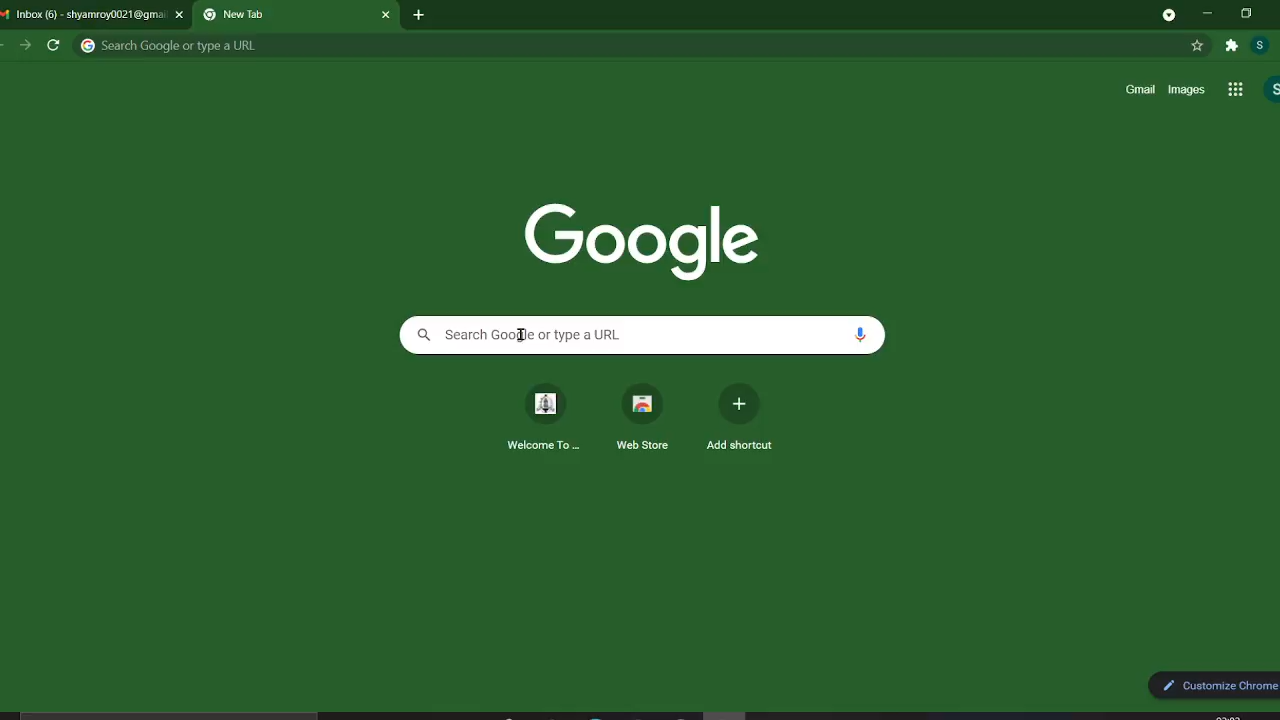 Inbox (6) - shyamroy0021@gmai
New Tab
Search Google or type a URL
S
Gmail Images
S
Google
Search Google or type a URL
Welcome To ... Web Store Add shortcut
Customize Chrome